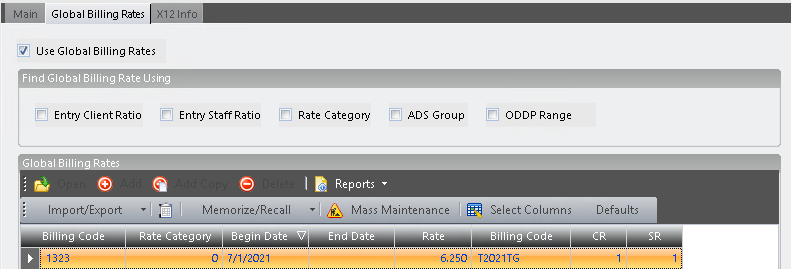 Main Global Billing Rates X12 Info
Use Global Billing Rates
Find Global Billing Rate Using
Entry Client Ratio Entry Staff Ratio Rate Category ADS Group ODDP Range
Global Billing Rates
Open Add Add Copy Delete Reports
Import/Export Memorize/Recall Mass Maintenance Select Columns Defaults
Billing Code Rate Category Begin Date End Date Rate Billing Code CR SR
1323 0 7/1/2021 6.250 T2021TG 1 1